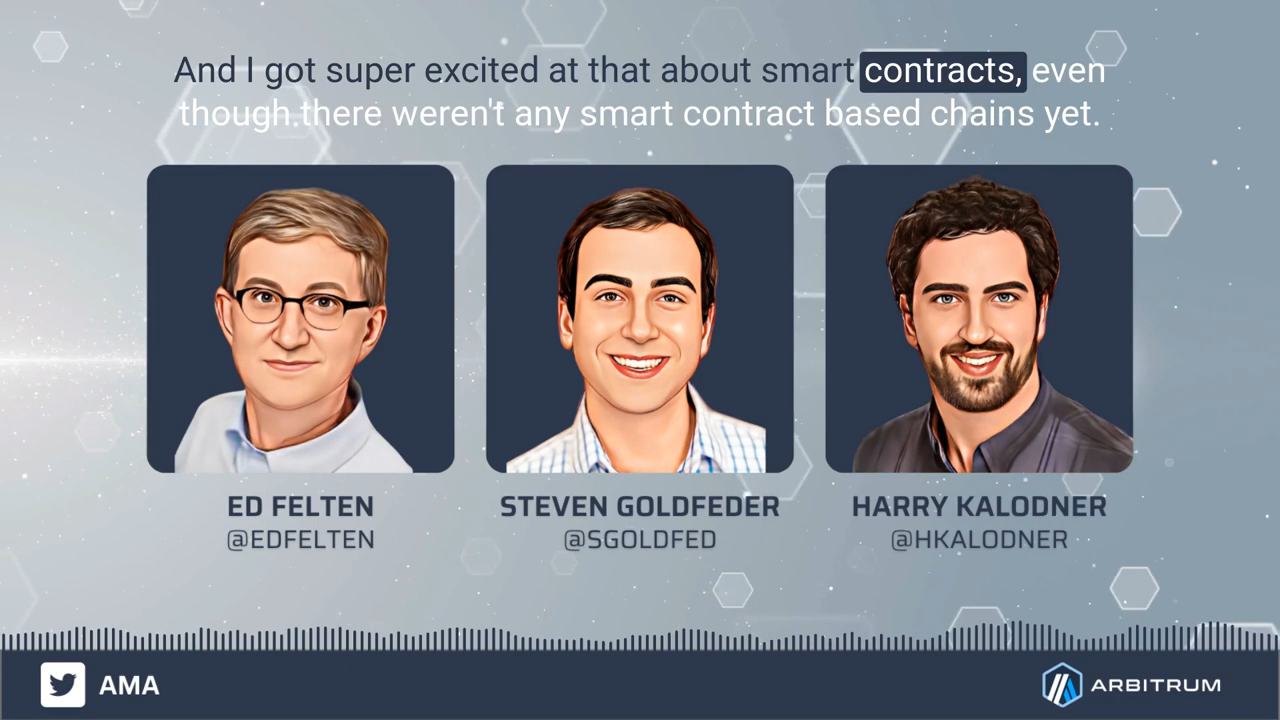 And I got super excited at that about smart contracts, even
though there weren't any smart contract based chains yet.
ED FELTEN
@EDFELTEN
STEVEN GOLDFEDER
@SGOLDFED
HARRY KALODNER
@HKALODNER
AMA
ARBITRUM